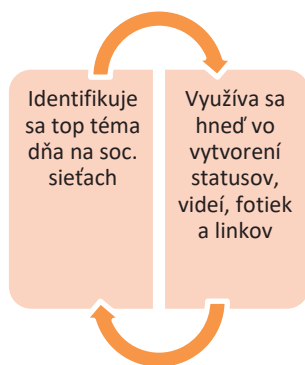 Identifikuje
sa top téma
dňa na soc.
sieťach
Využíva sa
hneď vo
vytvorení
statusov,
videí, fotiek
a linkov